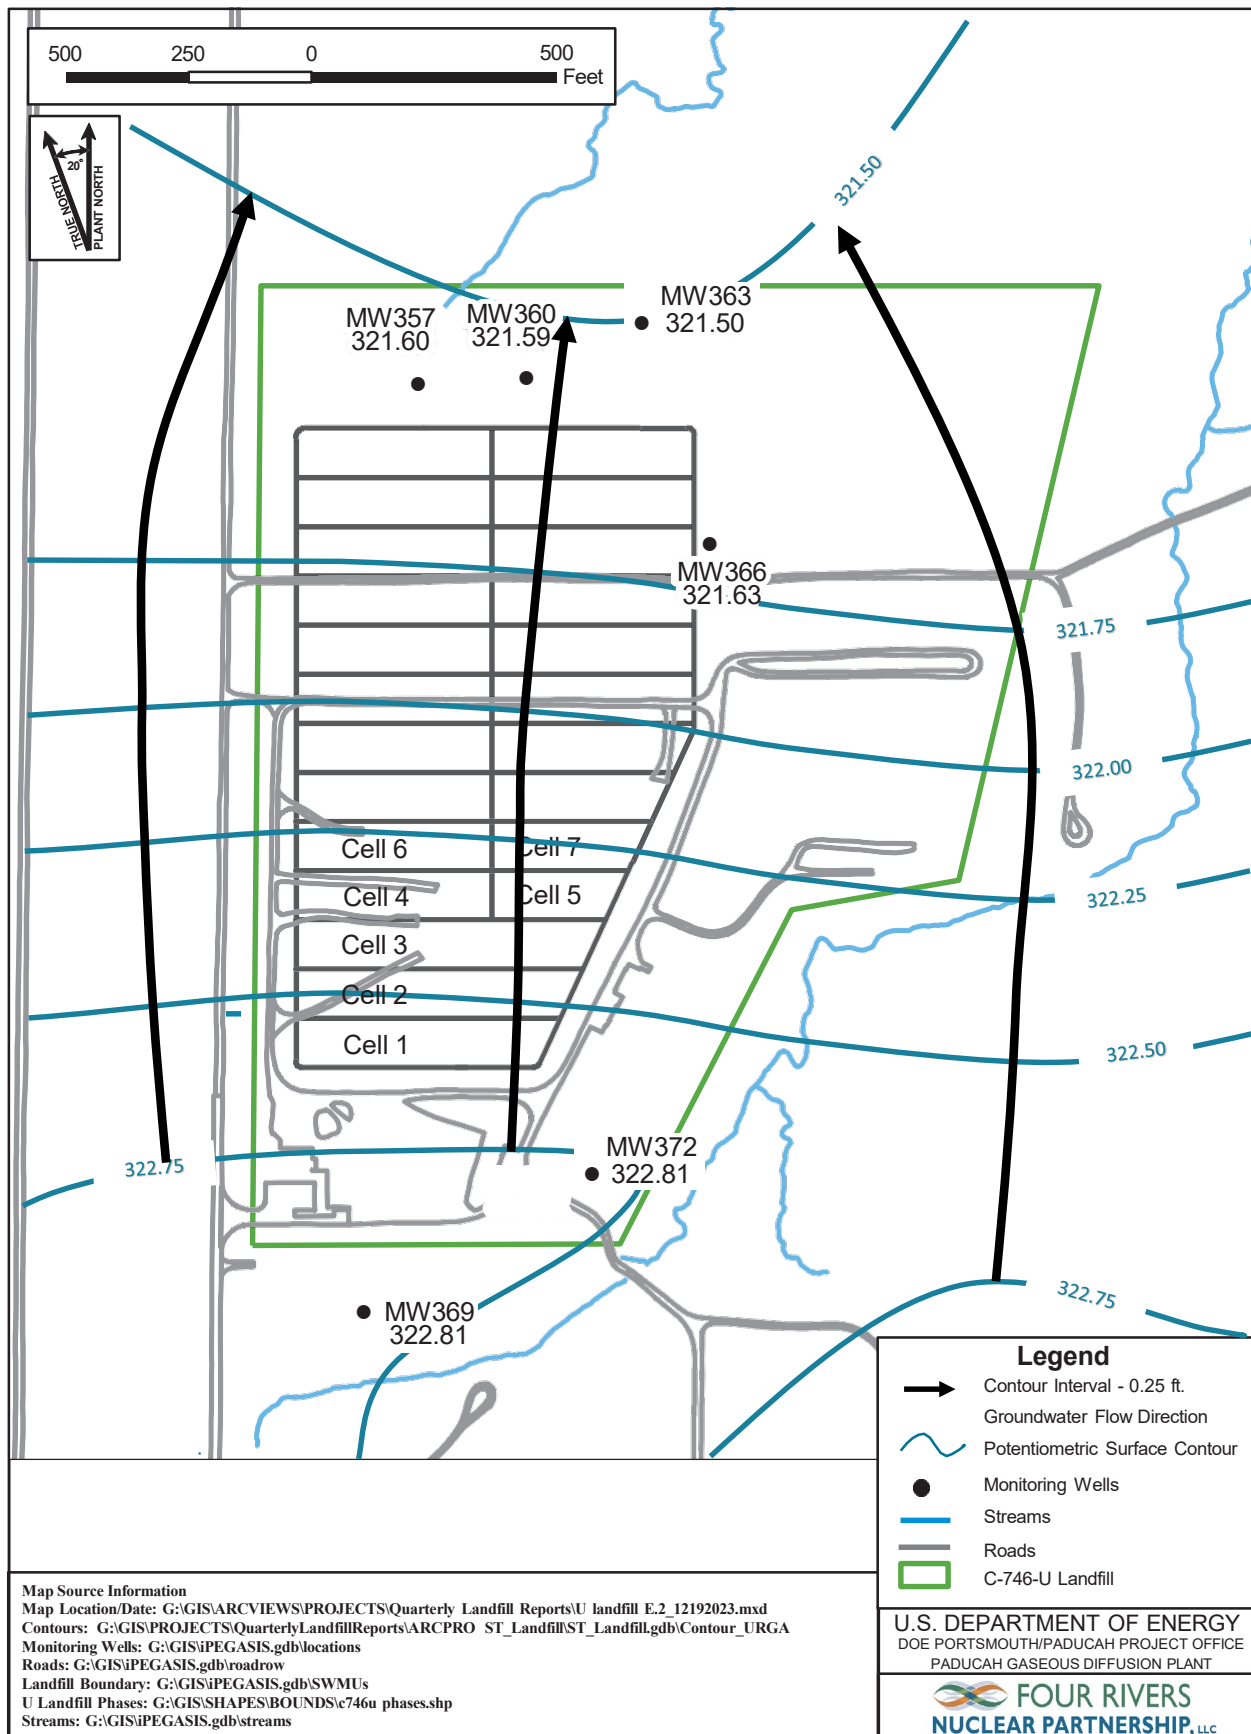 500 250 0 500
Feet
TRUE NORTH
20°
PLANT NORTH
321.50
MW363
321.50
MW357
321.60
MW360
321.59
MW366
321.63
321.75
322.00
Cell 6
Cell 7
Cell 4
Cell 5
322.25
Cell 3
Cell 2
Cell 1
322.50
322.75
MW372
322.81
322.75
MW369
322.81
Legend
Contour Interval - 0.25 ft.
Groundwater Flow Direction
Potentiometric Surface Contour
Monitoring Wells
Streams
Roads
C-746-U Landfill
Map Source Information
Map Location/Date: G:\GIS\ARCVIEWS\PROJECTS\Quarterly Landfill Reports\U landfill E.2_12192023.mxd
Contours: G:\GIS\PROJECTS\QuarterlyLandfillReports\ARCPRO ST_Landfill\ST_Landfill.gdb\Contour_URGA
Monitoring Wells: G:\GIS\iPEGASIS.gdb\locations
Roads: G:\GIS\iPEGASIS.gdb\roadrow
Landfill Boundary: G:\GIS\iPEGASIS.gdb\SWMUs
U Landfill Phases: G:\GIS\SHAPES\BOUNDS\c746u phases.shp
Streams: G:\GIS\iPEGASIS.gdb\streams
U.S. DEPARTMENT OF ENERGY
DOE PORTSMOUTH/PADUCAH PROJECT OFFICE
PADUCAH GASEOUS DIFFUSION PLANT
FOUR RIVERS
NUCLEAR PARTNERSHIP, LLC